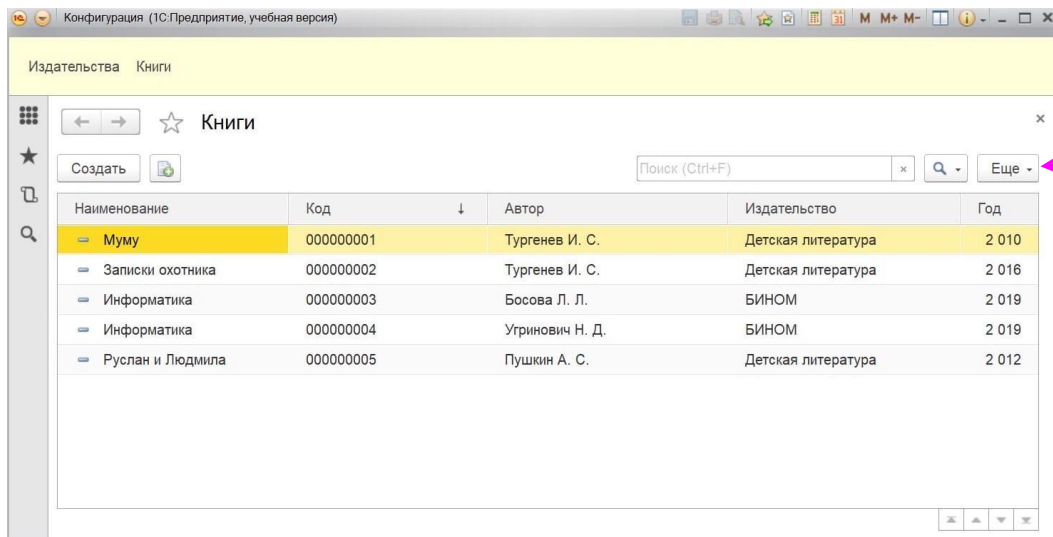 1С Конфигурация (1С:Предприятие, учебная версия) 31 M M+ M- i
Издательства Книги
Книги
Создать Поиск (Ctrl+F) Еще
Наименование Код Автор Издательство Год
Муму 000000001 Тургенев И. С. Детская литература 2 010
Записки охотника 000000002 Тургенев И. С. Детская литература 2 016
Информатика 000000003 Босова Л. Л. БИНОМ 2 019
Информатика 000000004 Угринович Н. Д. БИНОМ 2 019
Руслан и Людмила 000000005 Пушкин А. С. Детская литература 2 012